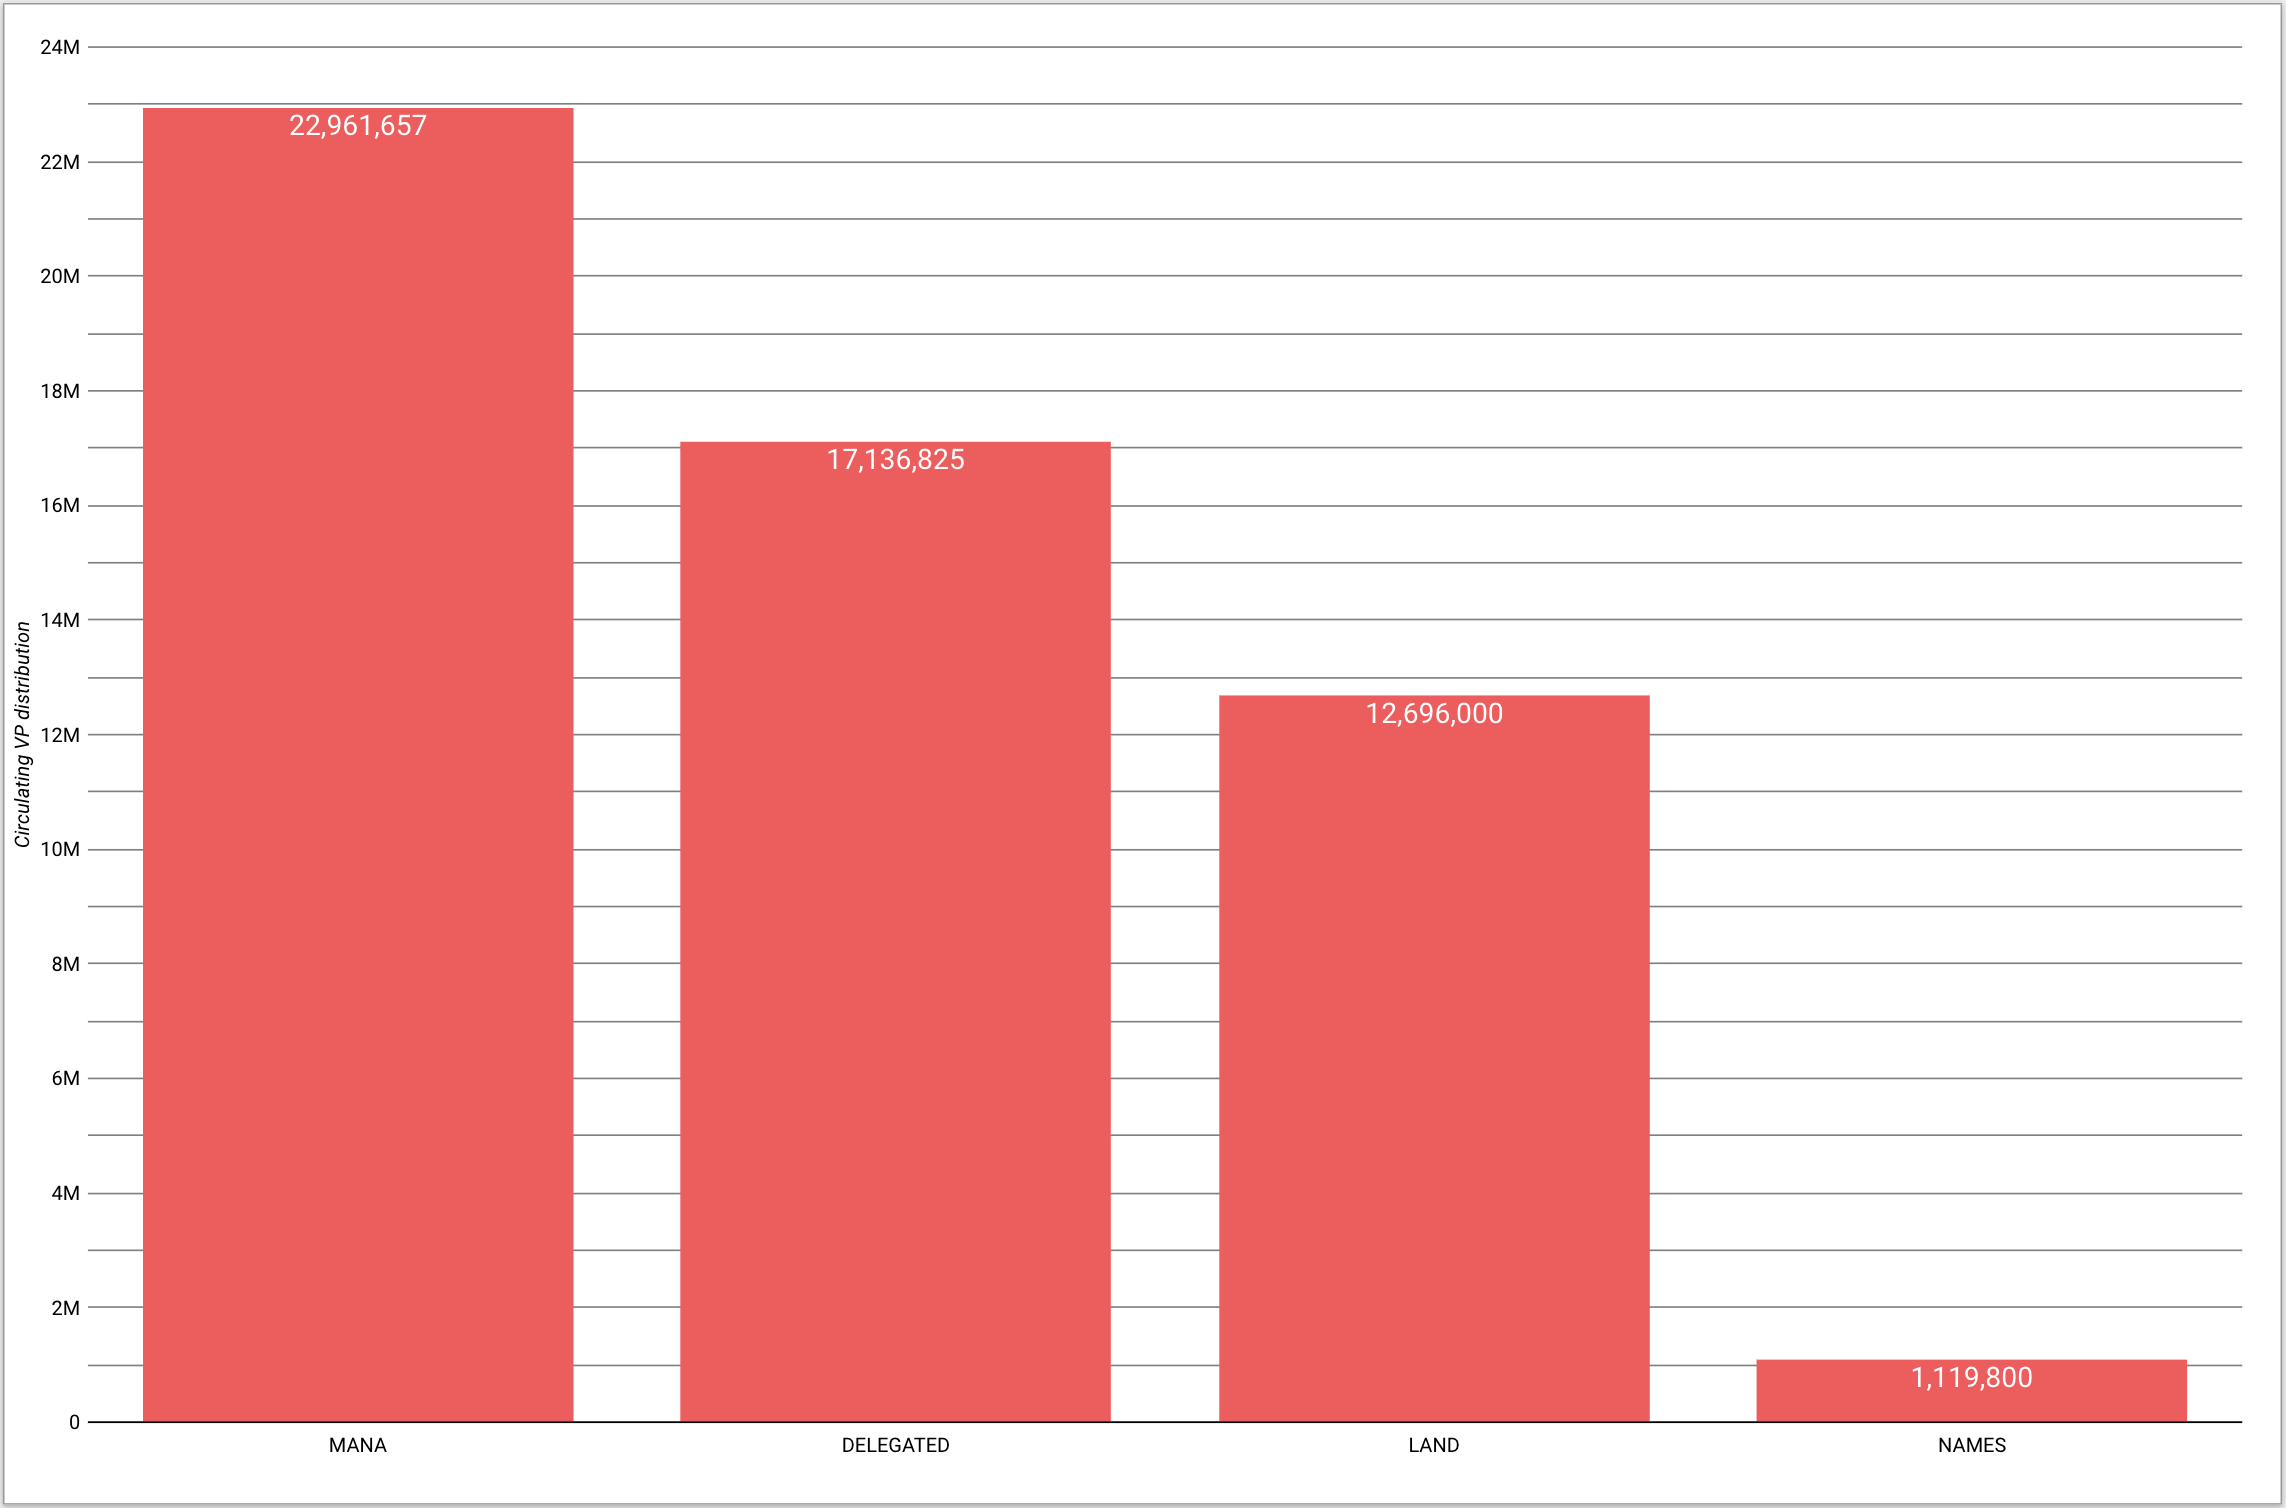 24M
22M
20M
18M
16M
14M
12M
10M
8M
6M
4M
2M
0
Circulating VP distribution
22,961,657
17,136,825
12,696,000
1,119,800
MANA
DELEGATED
LAND
NAMES